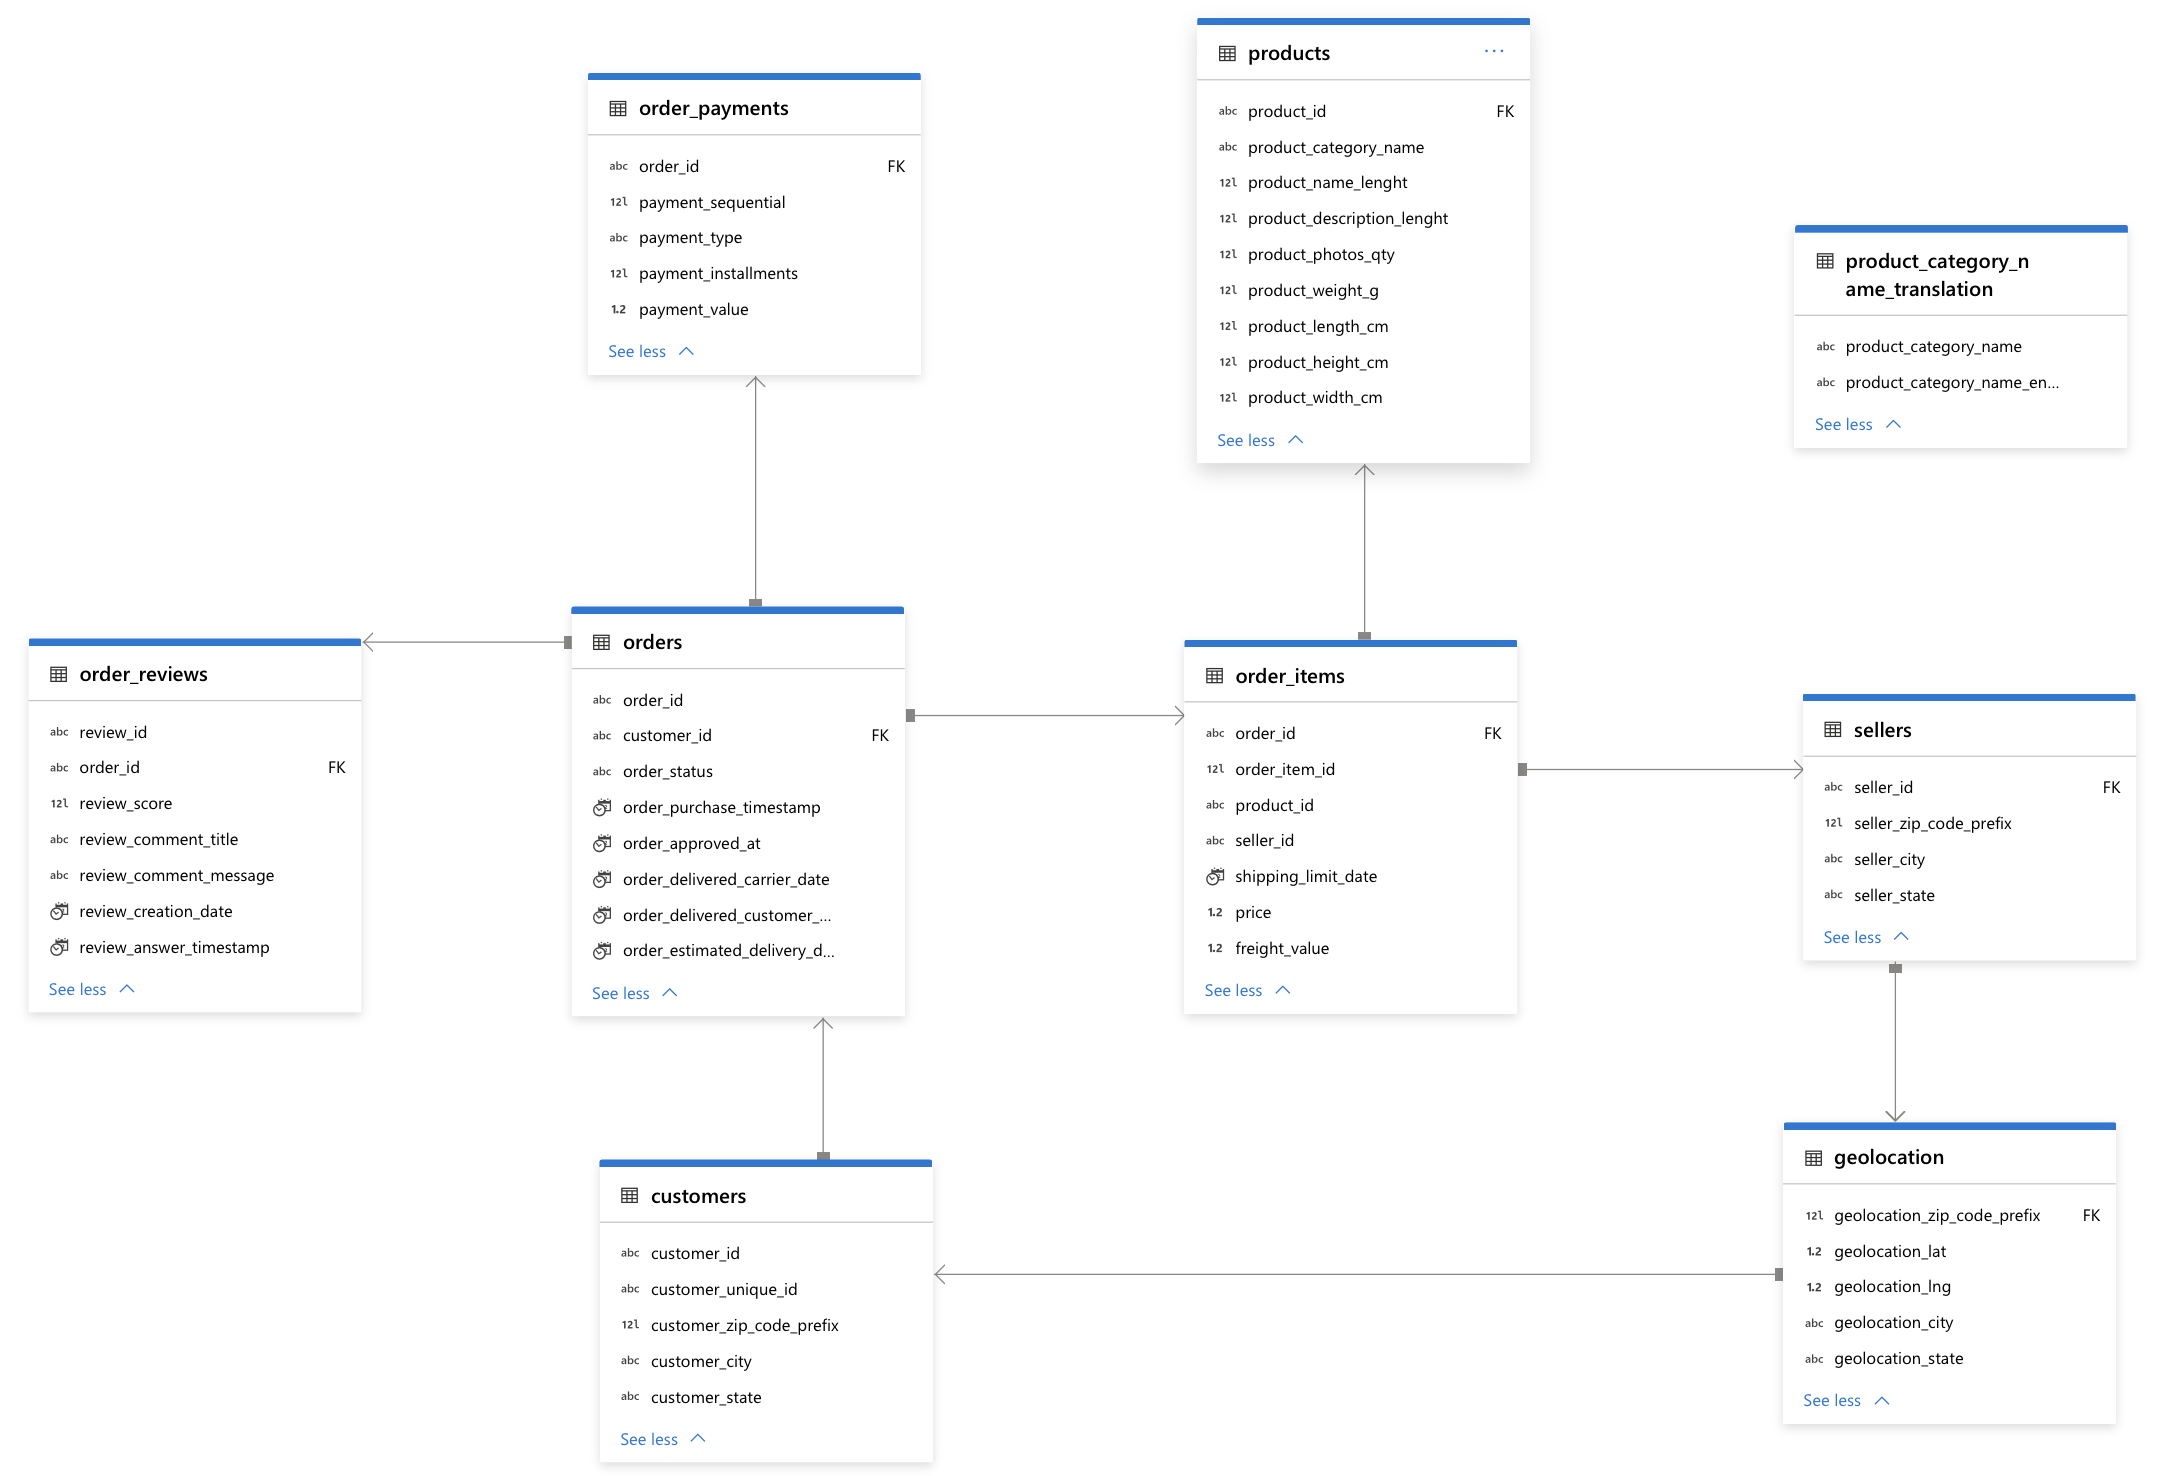 order_payments
abc order_id FK
12l payment_sequential
abc payment_type
12l payment_installments
1.2 payment_value
See less
products ...
abc product_id FK
abc product_category_name
12l product_name_lenght
12l product_description_lenght
12l product_photos_qty
12l product_weight_g
12l product_length_cm
12l product_height_cm
12l product_width_cm
See less
product_category_n
ame_translation
abc product_category_name
abc product_category_name_en...
See less
order_reviews
abc review_id
abc order_id FK
12l review_score
abc review_comment_title
abc review_comment_message
review_creation_date
review_answer_timestamp
See less
orders
abc order_id
abc customer_id FK
abc order_status
order_purchase_timestamp
order_approved_at
order_delivered_carrier_date
order_delivered_customer_...
order_estimated_delivery_d...
See less
order_items
abc order_id FK
12l order_item_id
abc product_id
abc seller_id
shipping_limit_date
1.2 price
1.2 freight_value
See less
sellers
abc seller_id FK
12l seller_zip_code_prefix
abc seller_city
abc seller_state
See less
customers
abc customer_id
abc customer_unique_id
12l customer_zip_code_prefix
abc customer_city
abc customer_state
See less
geolocation
12l geolocation_zip_code_prefix FK
1.2 geolocation_lat
1.2 geolocation_lng
abc geolocation_city
abc geolocation_state
See less